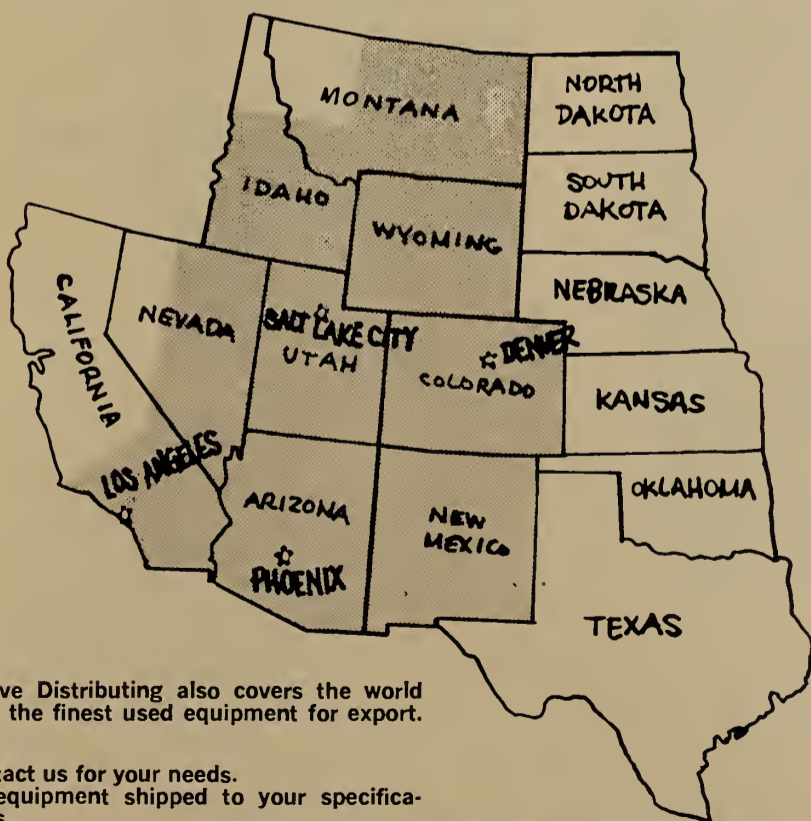 MONTANA
NORTH
DAKOTA
IDAHO
SOUTH
DAKOTA
WYOMING
CALIFORNIA
NEVADA
SALT LAKE CITY
UTAH
DENVER
COLORADO
NEBRASKA
KANSAS
LOS ANGELES
ARIZONA
PHOENIX
NEW
MEXICO
OKLAHOMA
TEXAS
ve Distributing also covers the world
the finest used equipment for export.
tact us for your needs.
equipment shipped to your specifica-
s